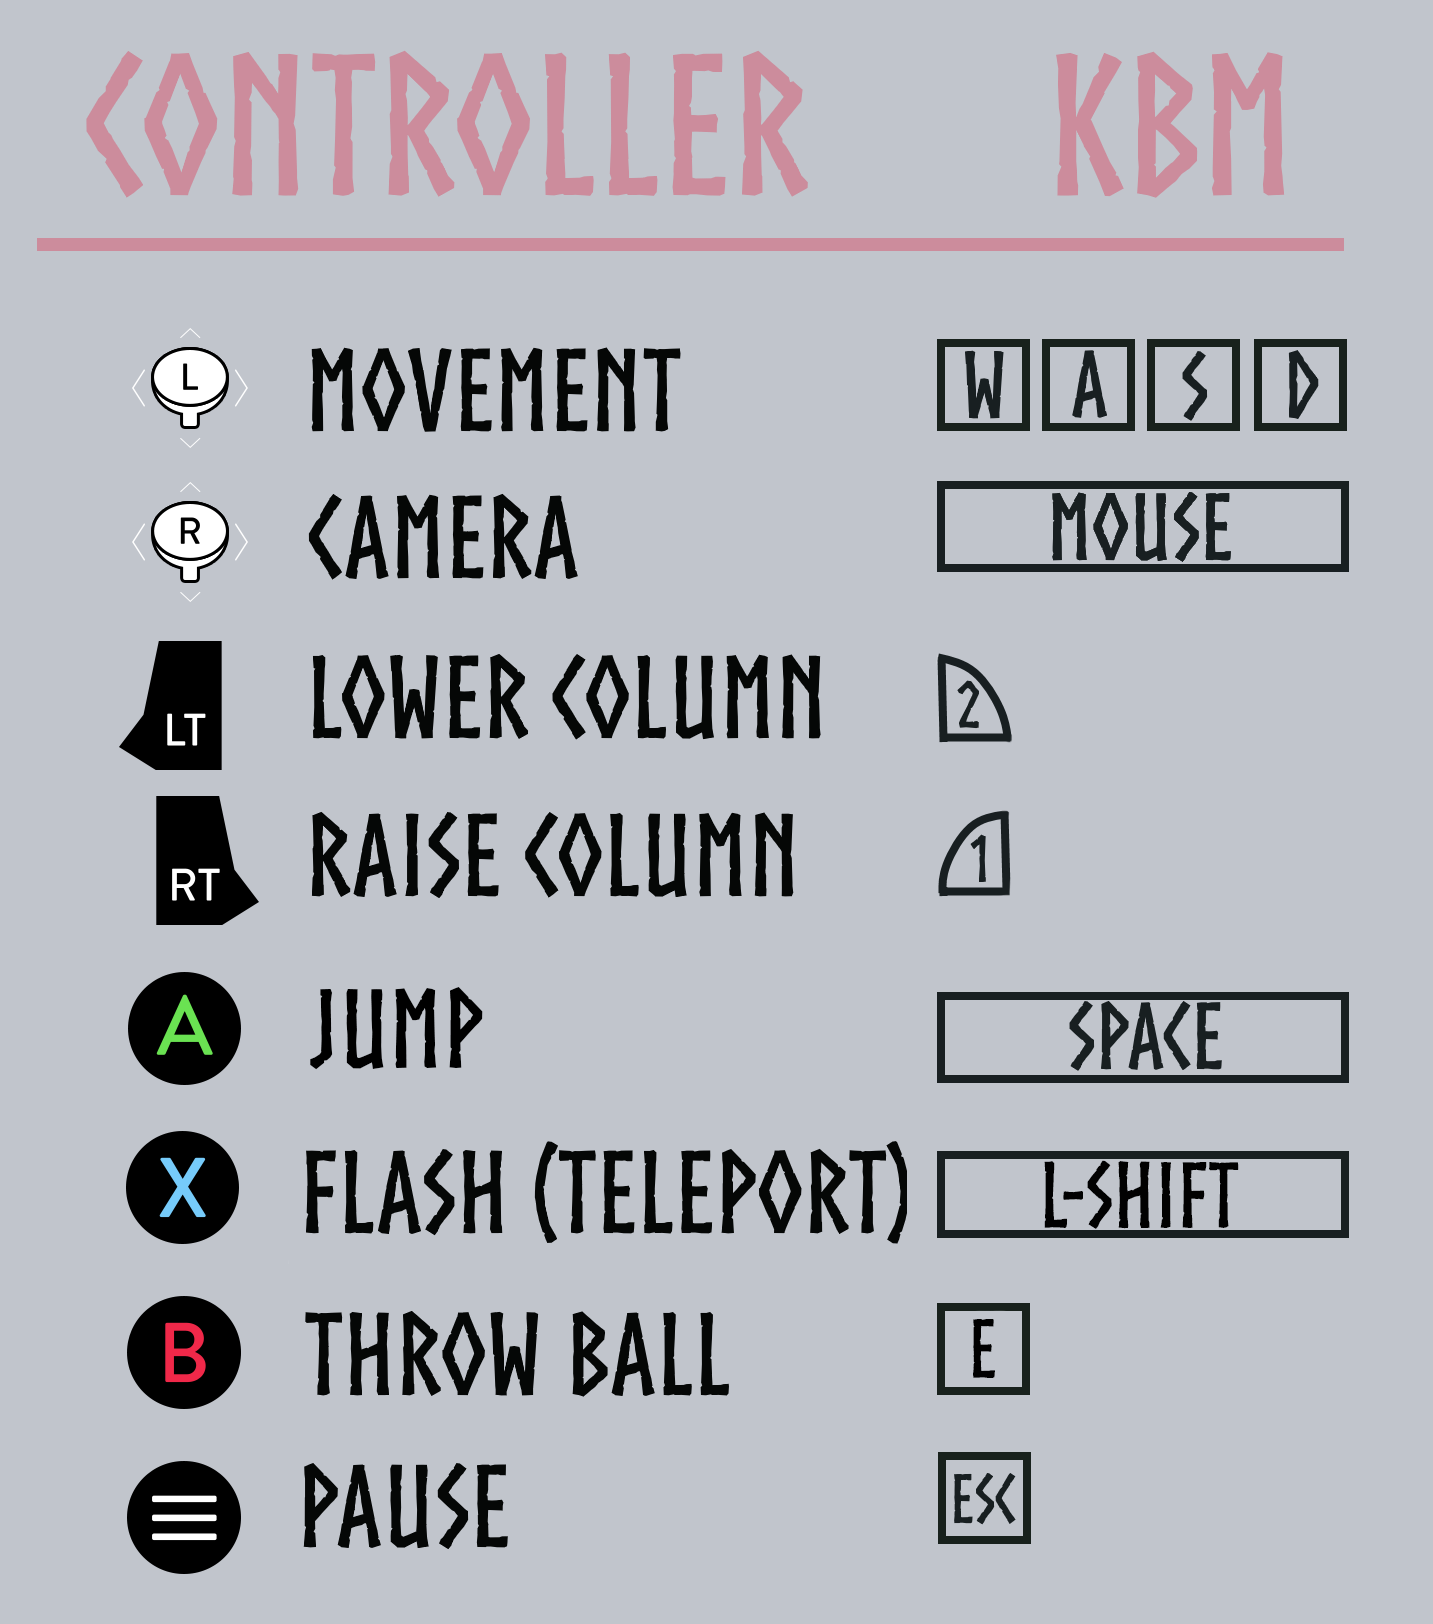 CONTROLLER KBM
L MOVEMENT W A S D
R CAMERA MOUSE
LT LOWER COLUMN 2
RT RAISE COLUMN 1
A JUMP SPACE
X FLASH (TELEPORT) L-SHIFT
B THROW BALL E
PAUSE ESC